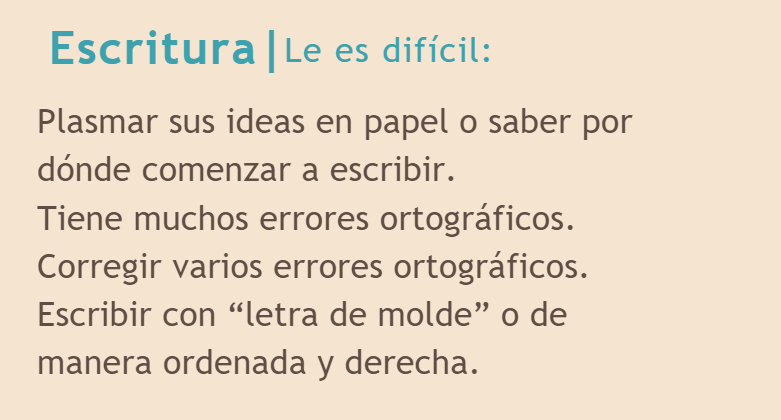 Escritura|Le es difícil:
Plasmar sus ideas en papel o saber por
dónde comenzar a escribir.
Tiene muchos errores ortográficos.
Corregir varios errores ortográficos.
Escribir con “letra de molde” o de
manera ordenada y derecha.